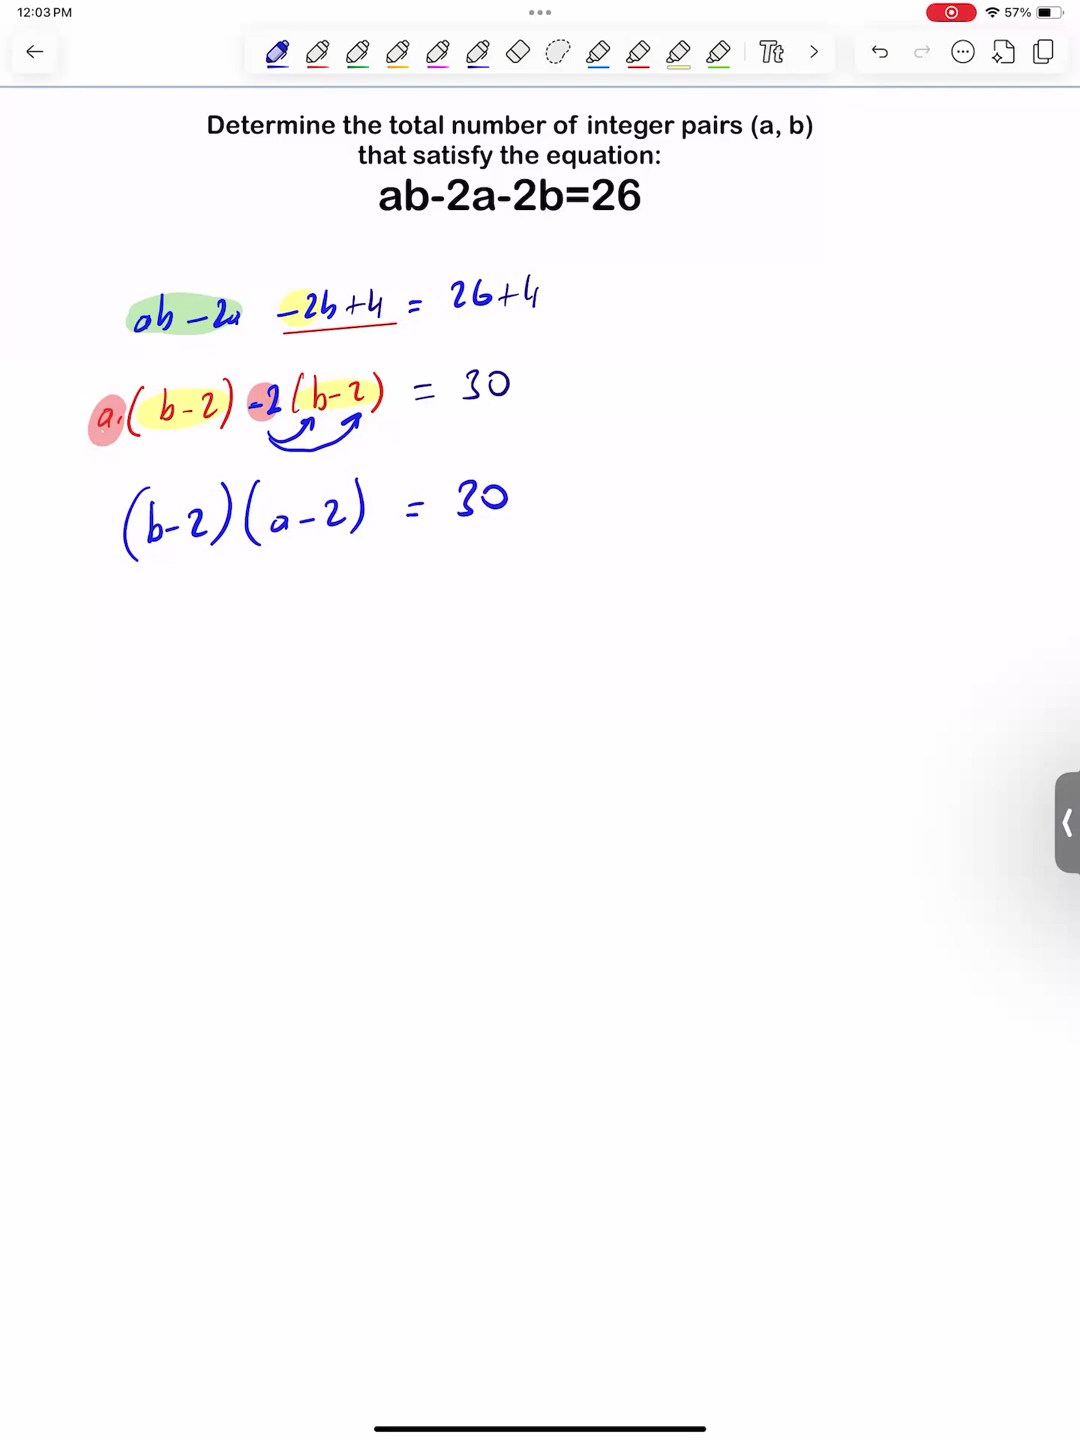 12:03 PM
57%
Tt
Determine the total number of integer pairs (a, b)
that satisfy the equation:
ab-2a-2b=26
ab - 2a - 2b + 4 = 26 + 4
a.(b-2) -2(b-2) = 30
(b-2)(a-2) = 30